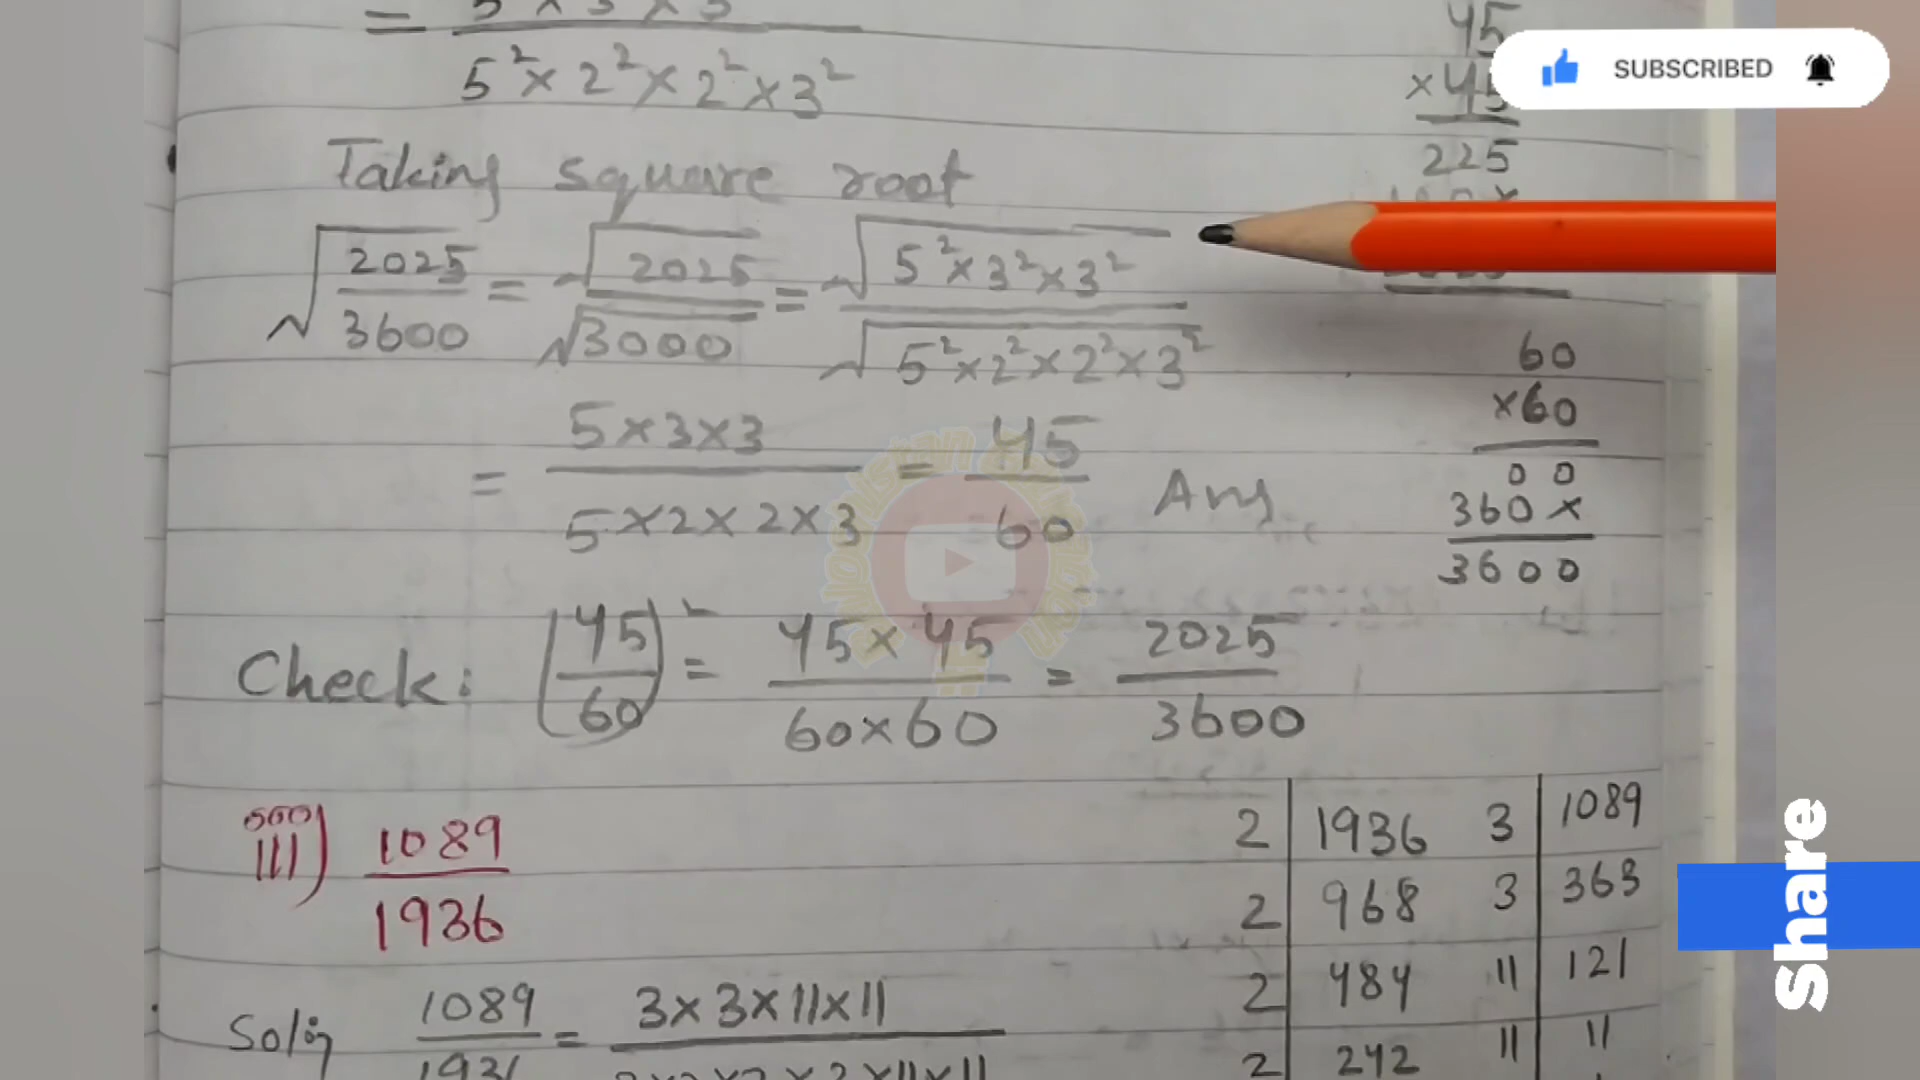 = 5 × 3 × 3
5² × 2² × 2² × 3²
45
× 45
225
SUBSCRIBED
Taking square root
√2025/3600 = √2025/√3000 = √5² × 3² × 3²/√5² × 2² × 2² × 3²
= 5 × 3 × 3/5 × 2 × 2 × 3 = 45/60 Ans
60
× 60
00
360 ×
3600
Check: (45/60)² = 45 × 45/60 × 60 = 2025/3600
iii) 1089/1936
2 | 1936 3 | 1089
2 | 968 3 | 363
2 | 484 11 | 121
2 | 242 11 | 11
1089 = 3 × 3 × 11 × 11
Share